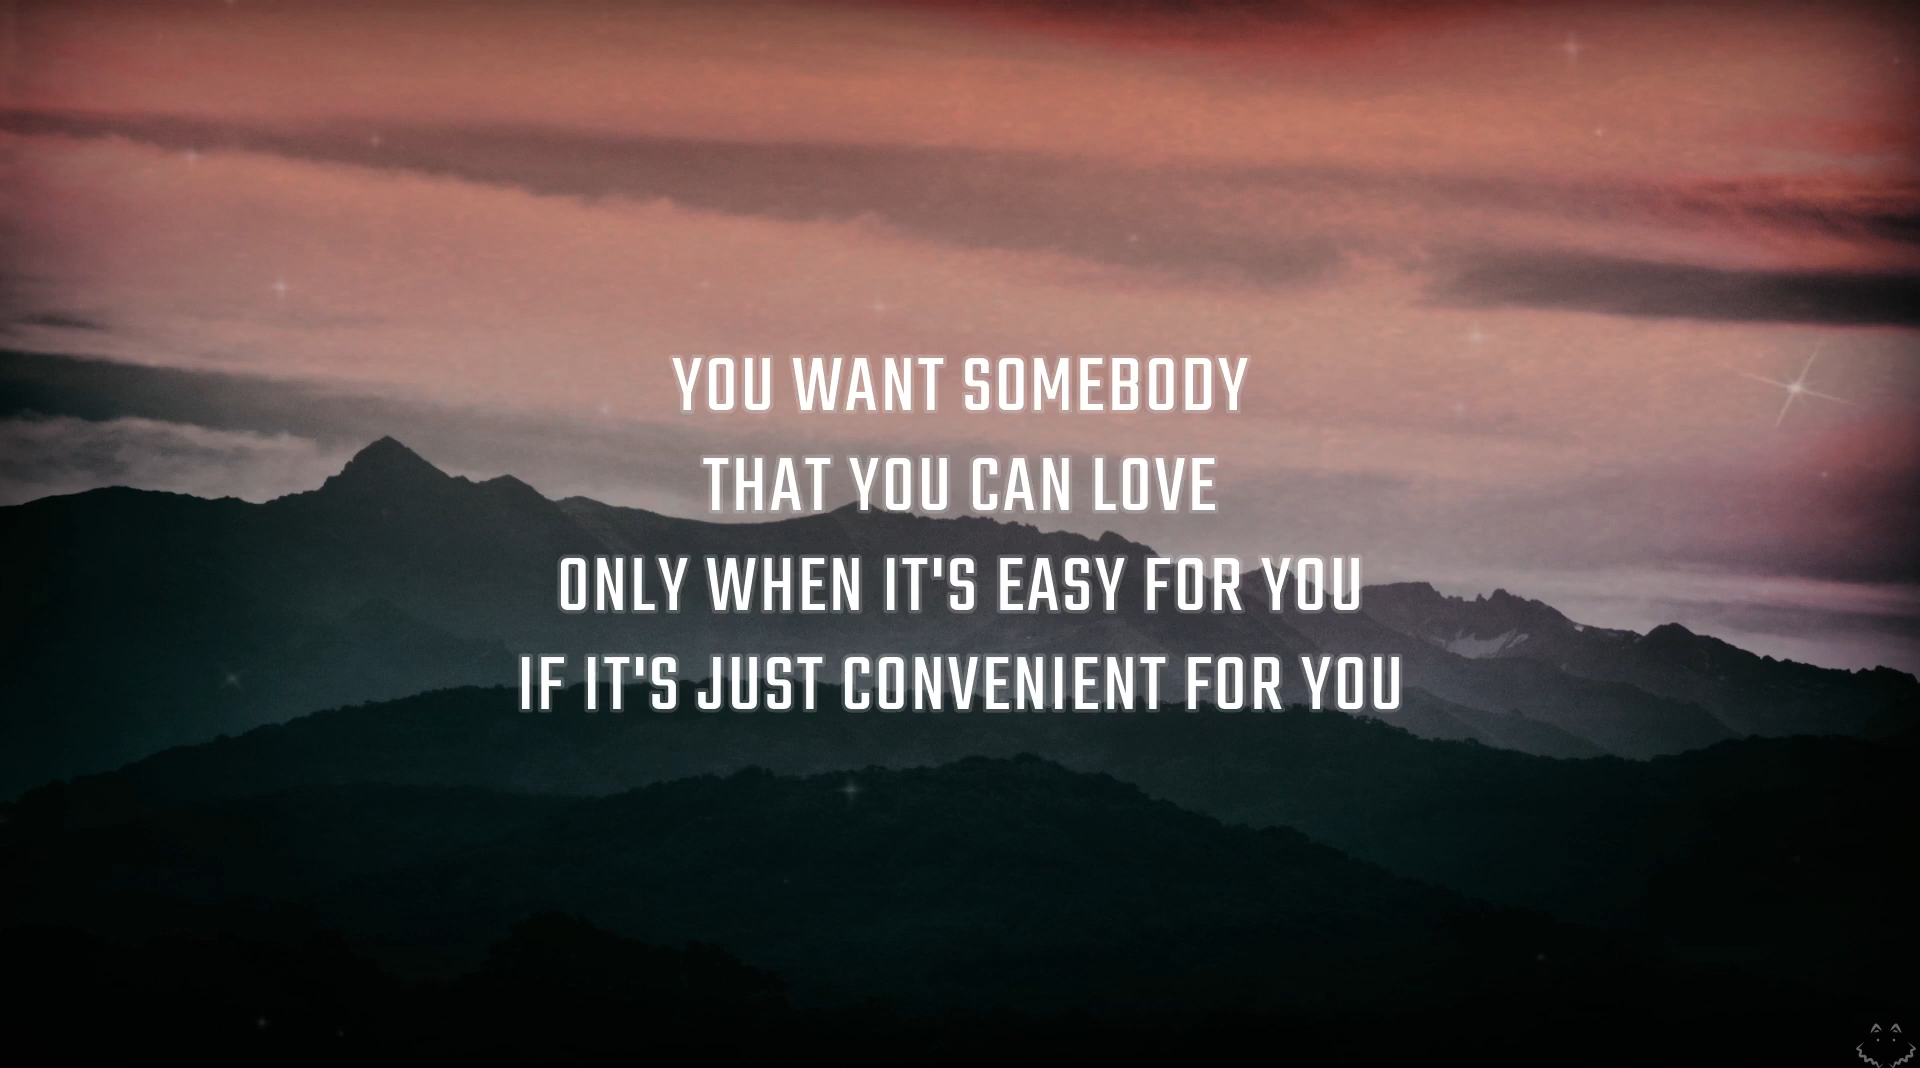 YOU WANT SOMEBODY
THAT YOU CAN LOVE
ONLY WHEN IT'S EASY FOR YOU
IF IT'S JUST CONVENIENT FOR YOU